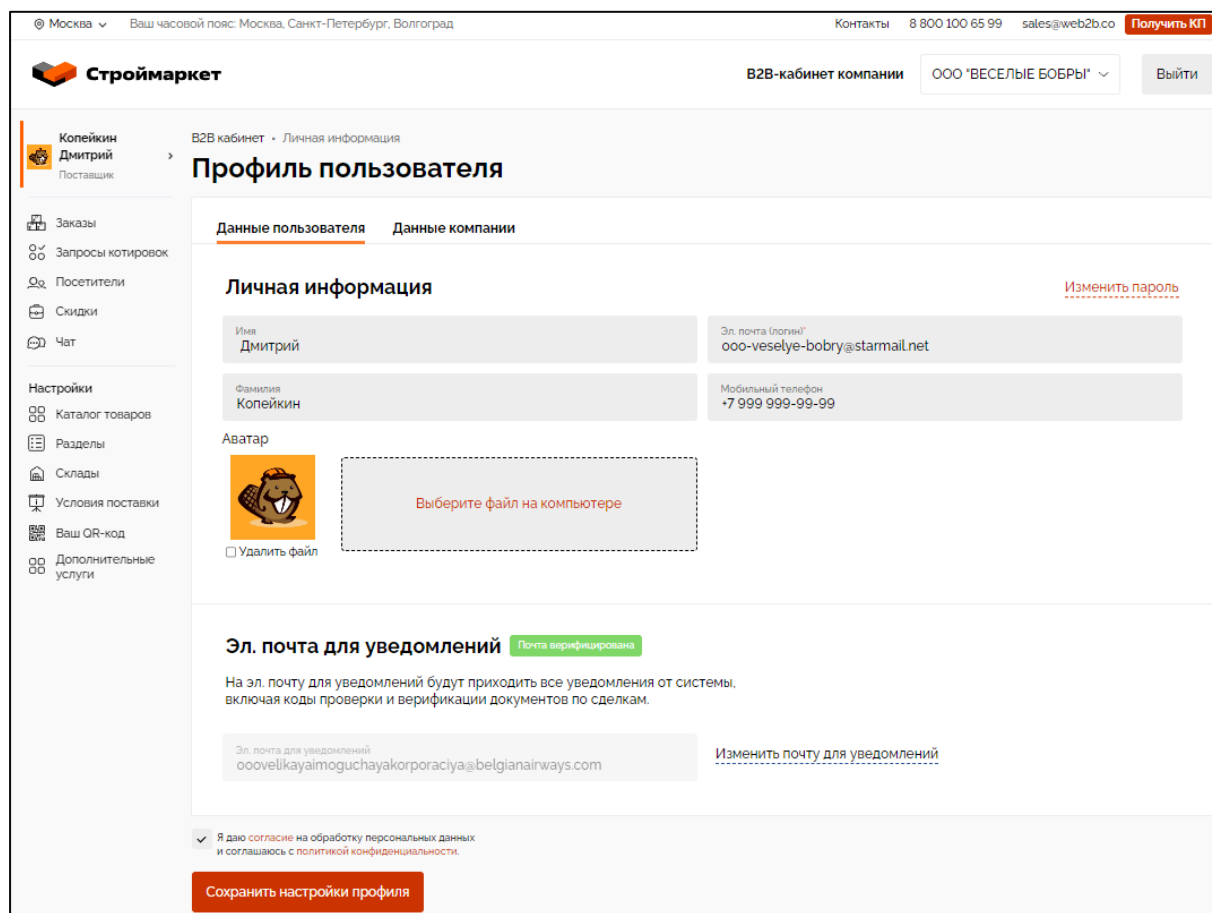 Москва
Ваш часовой пояс: Москва, Санкт-Петербург, Волгоград
Контакты
8 800 100 65 99
sales@web2b.co
Получить КП
Строймаркет
B2B-кабинет компании
ООО "ВЕСЕЛЫЕ БОБРЫ"
Выйти
Копейкин
Дмитрий
Поставщик
Заказы
Запросы котировок
Посетители
Скидки
Чат
Настройки
Каталог товаров
Разделы
Склады
Условия поставки
Ваш QR-код
Дополнительные
услуги
B2B кабинет • Личная информация
Профиль пользователя
Данные пользователя
Данные компании
Личная информация
Изменить пароль
Имя
Дмитрий
Эл. почта (логин)*
ooo-veselye-bobry@starmail.net
Фамилия
Копейкин
Мобильный телефон
+7 999 999-99-99
Аватар
Выберите файл на компьютере
Удалить файл
Эл. почта для уведомлений
Почта верифицирована
На эл. почту для уведомлений будут приходить все уведомления от системы,
включая коды проверки и верификации документов по сделкам.
Эл. почта для уведомлений
ooovelikayaimoguchayakorporaciya@belgianairways.com
Изменить почту для уведомлений
Я даю согласие на обработку персональных данных
и соглашаюсь с политикой конфиденциальности.
Сохранить настройки профиля